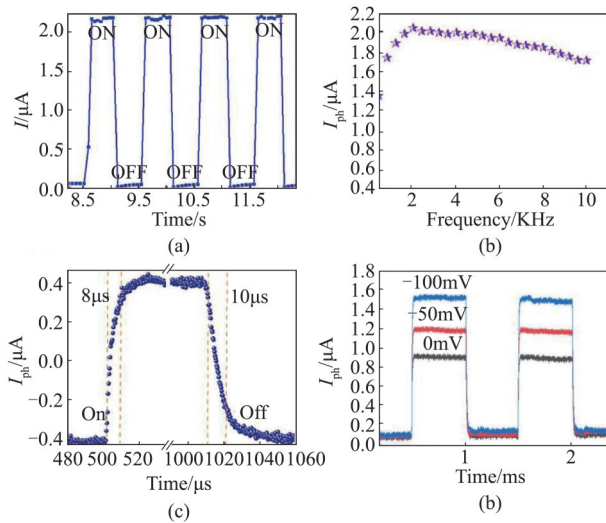 2.0
1.5
1.0
0.5
0.0
I/μA
ON ON ON ON
OFF OFF OFF
8.5 9.5 10.5 11.5
Time/s
(a)
2.2
2.0
1.8
1.6
1.4
1.2
1.0
0.8
0.6
0.4
I_ph/μA
2 4 6 8 10
Frequency/KHz
(b)
0.4
0.2
0.0
−0.2
−0.4
I_ph/μA
8μs 10μs
On Off
480 500 520 1000 1020 1040 1060
Time/μs
(c)
1.8
1.6
1.4
1.2
1.0
0.8
0.6
0.4
0.2
0.0
I_ph/μA
−100mV
−50mV
0mV
1 2
Time/ms
(b)